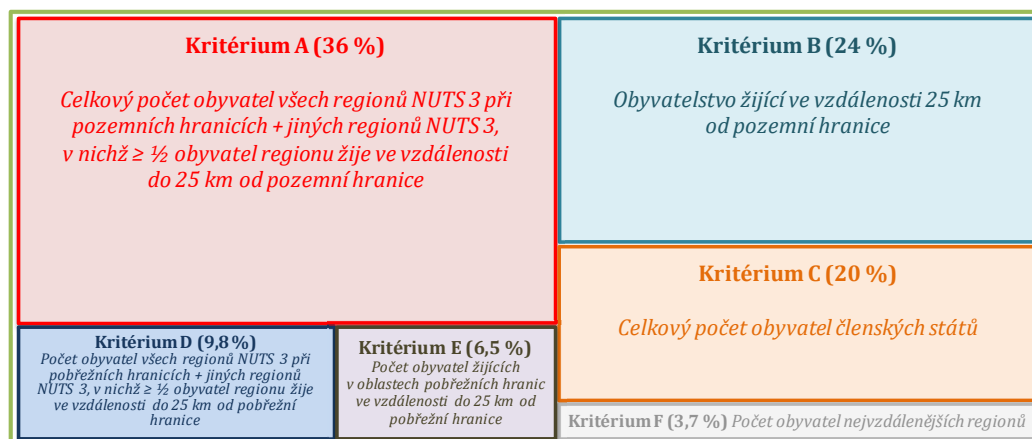 Kritérium A (36 %)
Celkový počet obyvatel všech regionů NUTS 3 při
pozemních hranicích + jiných regionů NUTS 3,
v nichž ≥ ½ obyvatel regionu žije ve vzdálenosti
do 25 km od pozemní hranice
Kritérium B (24 %)
Obyvatelstvo žijící ve vzdálenosti 25 km
od pozemní hranice
Kritérium C (20 %)
Celkový počet obyvatel členských států
Kritérium D (9,8 %)
Počet obyvatel všech regionů NUTS 3 při
pobřežních hranicích + jiných regionů
NUTS 3, v nichž ≥ ½ obyvatel regionu žije
ve vzdálenosti do 25 km od pobřežní
hranice
Kritérium E (6,5 %)
Počet obyvatel žijících
v oblastech pobřežních hranic
ve vzdálenosti do 25 km od
pobřežní hranice
Kritérium F (3,7 %) Počet obyvatel nejvzdálenějších regionů